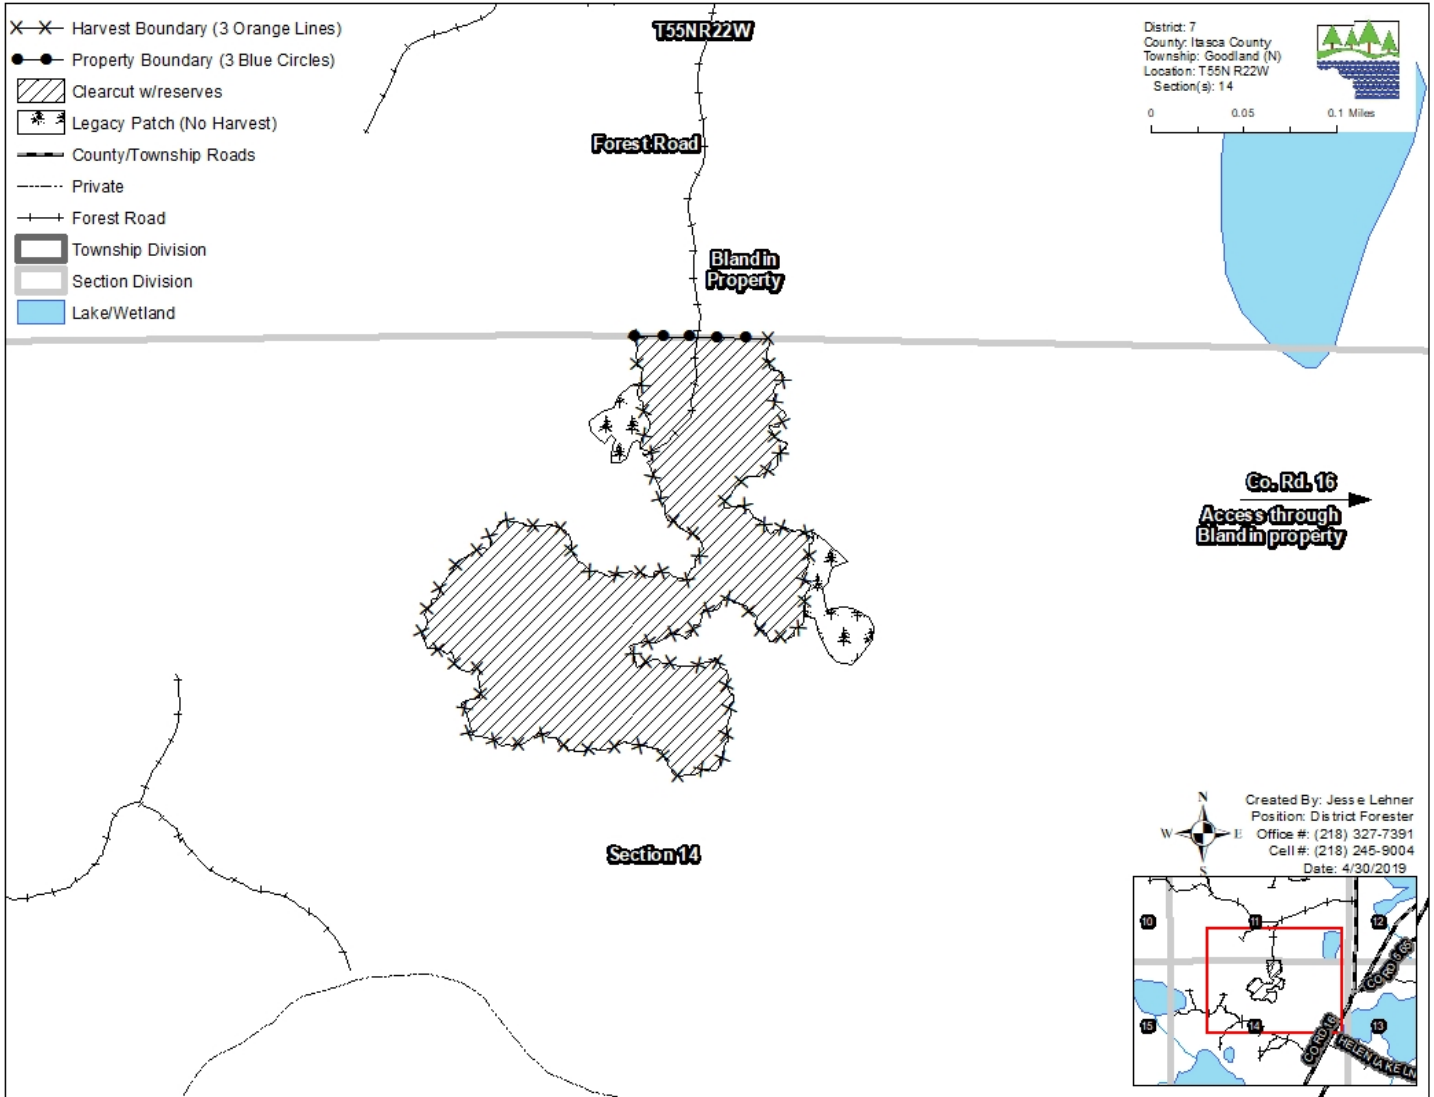 Harvest Boundary (3 Orange Lines)
Property Boundary (3 Blue Circles)
Clearcut w/reserves
Legacy Patch (No Harvest)
County/Township Roads
Private
Forest Road
Township Division
Section Division
Lake/Wetland
T55NR22W
Forest Road
Blandin
Property
District: 7
County: Itasca County
Township: Goodland (N)
Location: T55N R22W
Section(s): 14
0 0.05 0.1 Miles
Co. Rd. 16
Access through
Blandin property
Section 14
N
W E
S
Created By: Jesse Lehner
Position: District Forester
Office #: (218) 327-7391
Cell #: (218) 245-9004
Date: 4/30/2019
10 11 12
15 14 13
CO RD 16
HELEN LAKE LN